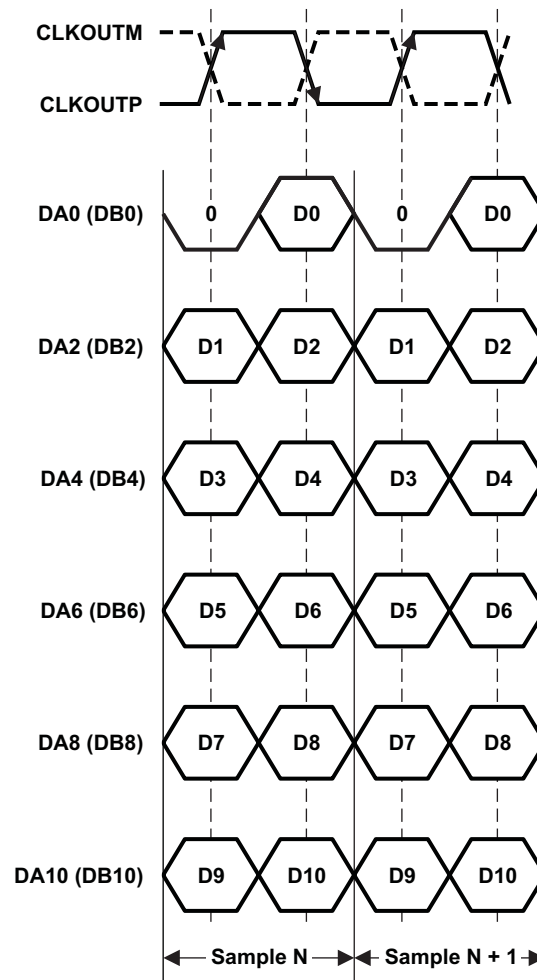 CLKOUTM
CLKOUTP
DA0 (DB0) 0 D0 0 D0
DA2 (DB2) D1 D2 D1 D2
DA4 (DB4) D3 D4 D3 D4
DA6 (DB6) D5 D6 D5 D6
DA8 (DB8) D7 D8 D7 D8
DA10 (DB10) D9 D10 D9 D10
Sample N Sample N + 1